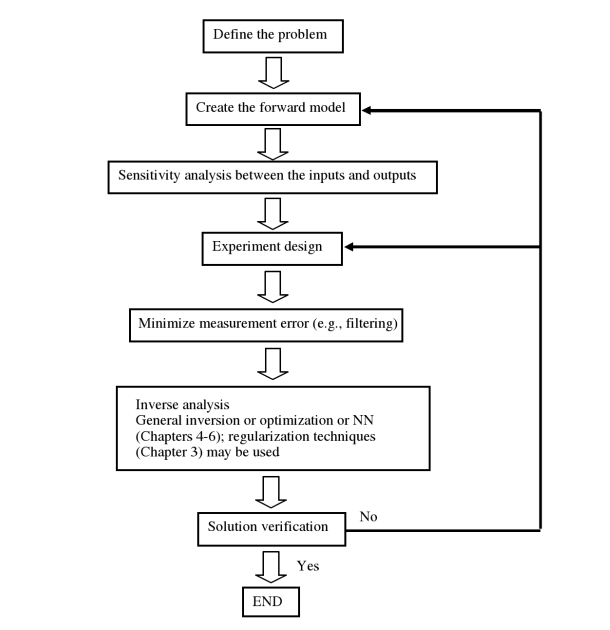 Define the problem
Create the forward model
Sensitivity analysis between the inputs and outputs
Experiment design
Minimize measurement error (e.g., filtering)
Inverse analysis
General inversion or optimization or NN
(Chapters 4-6); regularization techniques
(Chapter 3) may be used
Solution verification
No
Yes
END